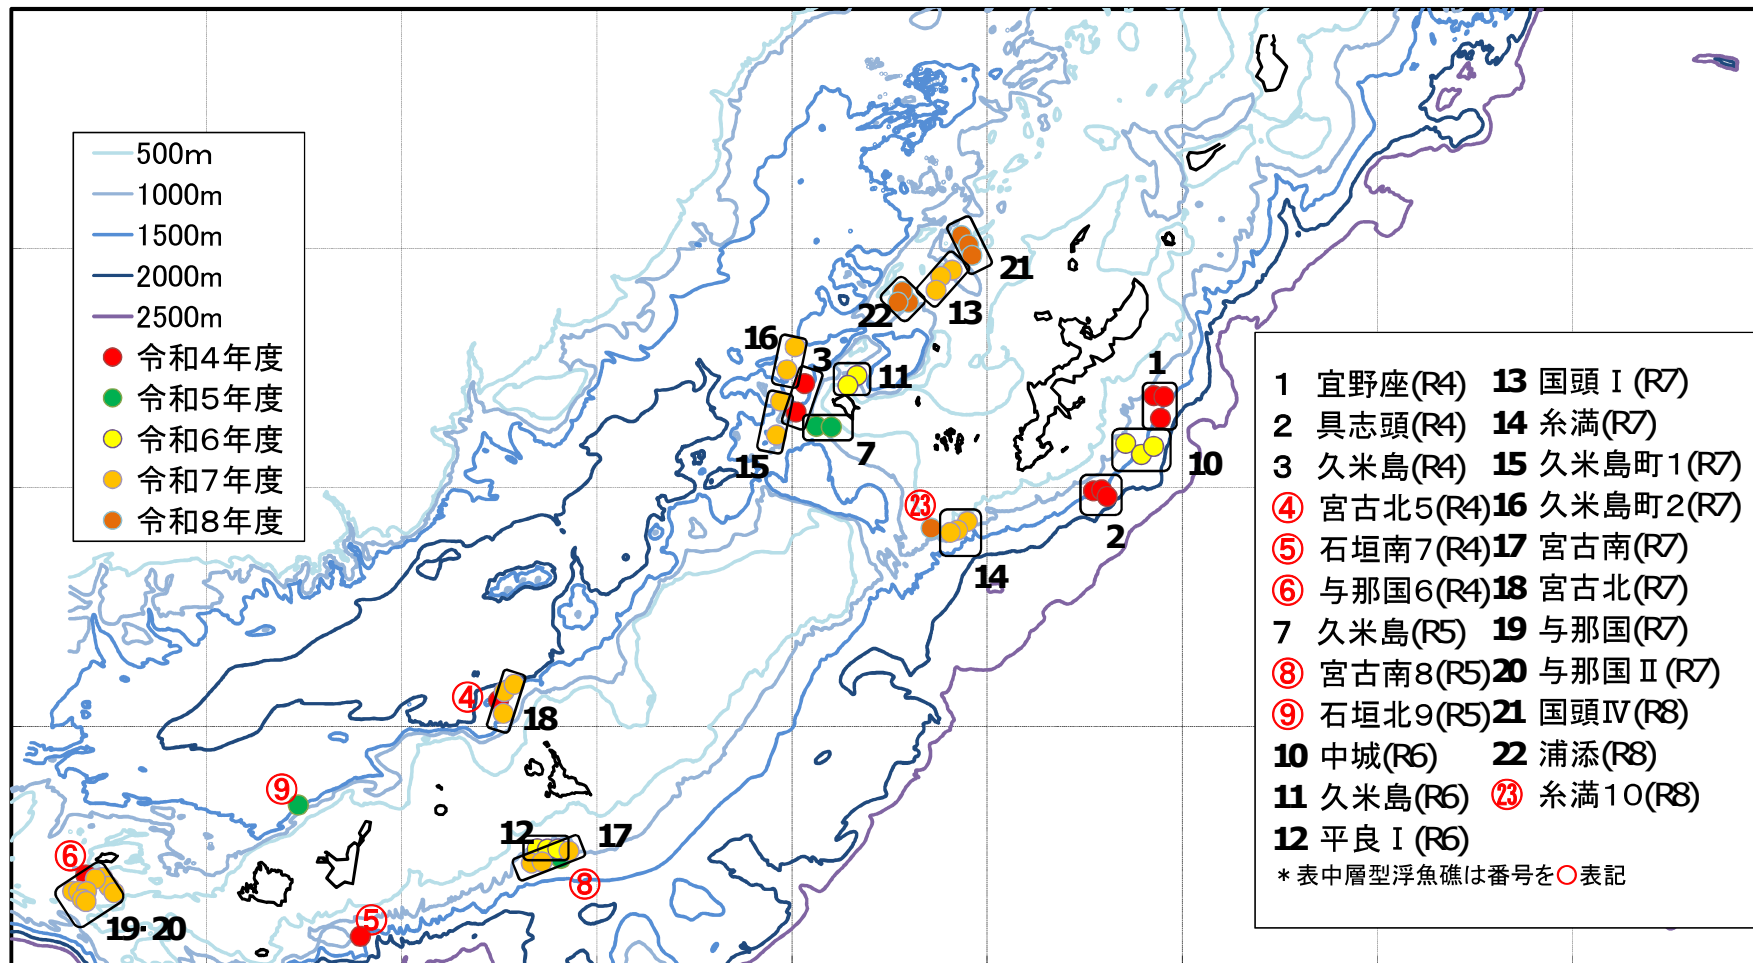 500m
1000m
1500m
2000m
2500m
令和4年度
令和5年度
令和6年度
令和7年度
令和8年度
21
13
22
16
3
11
1
15
7
10
㉓
2
14
④
18
⑨
12
17
⑥
⑧
19・20
⑤
1 宜野座(R4)
2 具志頭(R4)
3 久米島(R4)
④ 宮古北5(R4)
⑤ 石垣南7(R4)
⑥ 与那国6(R4)
7 久米島(R5)
⑧ 宮古南8(R5)
⑨ 石垣北9(R5)
10 中城(R6)
11 久米島(R6)
12 平良Ⅰ(R6)
13 国頭Ⅰ(R7)
14 糸満(R7)
15 久米島町1(R7)
16 久米島町2(R7)
17 宮古南(R7)
18 宮古北(R7)
19 与那国(R7)
20 与那国Ⅱ(R7)
21 国頭Ⅳ(R8)
22 浦添(R8)
㉓ 糸満10(R8)
*表中層型浮魚礁は番号を○表記